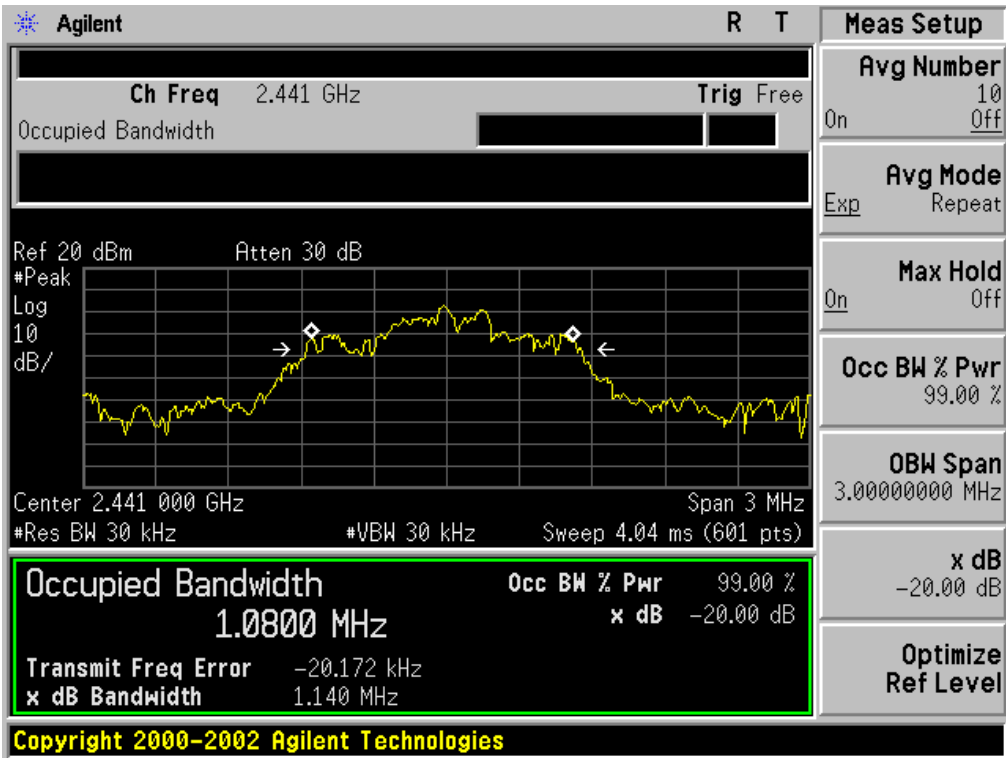 Agilent R T
Ch Freq 2.441 GHz Trig Free
Occupied Bandwidth
Ref 20 dBm Atten 30 dB
#Peak
Log
10
dB/
Center 2.441 000 GHz Span 3 MHz
#Res BW 30 kHz #VBW 30 kHz Sweep 4.04 ms (601 pts)
Occupied Bandwidth Occ BW % Pwr 99.00 %
1.0800 MHz x dB -20.00 dB
Transmit Freq Error -20.172 kHz
x dB Bandwidth 1.140 MHz
Copyright 2000-2002 Agilent Technologies
Meas Setup
Avg Number
10
On Off
Avg Mode
Exp Repeat
Max Hold
On Off
Occ BW % Pwr
99.00 %
OBW Span
3.00000000 MHz
x dB
-20.00 dB
Optimize
Ref Level